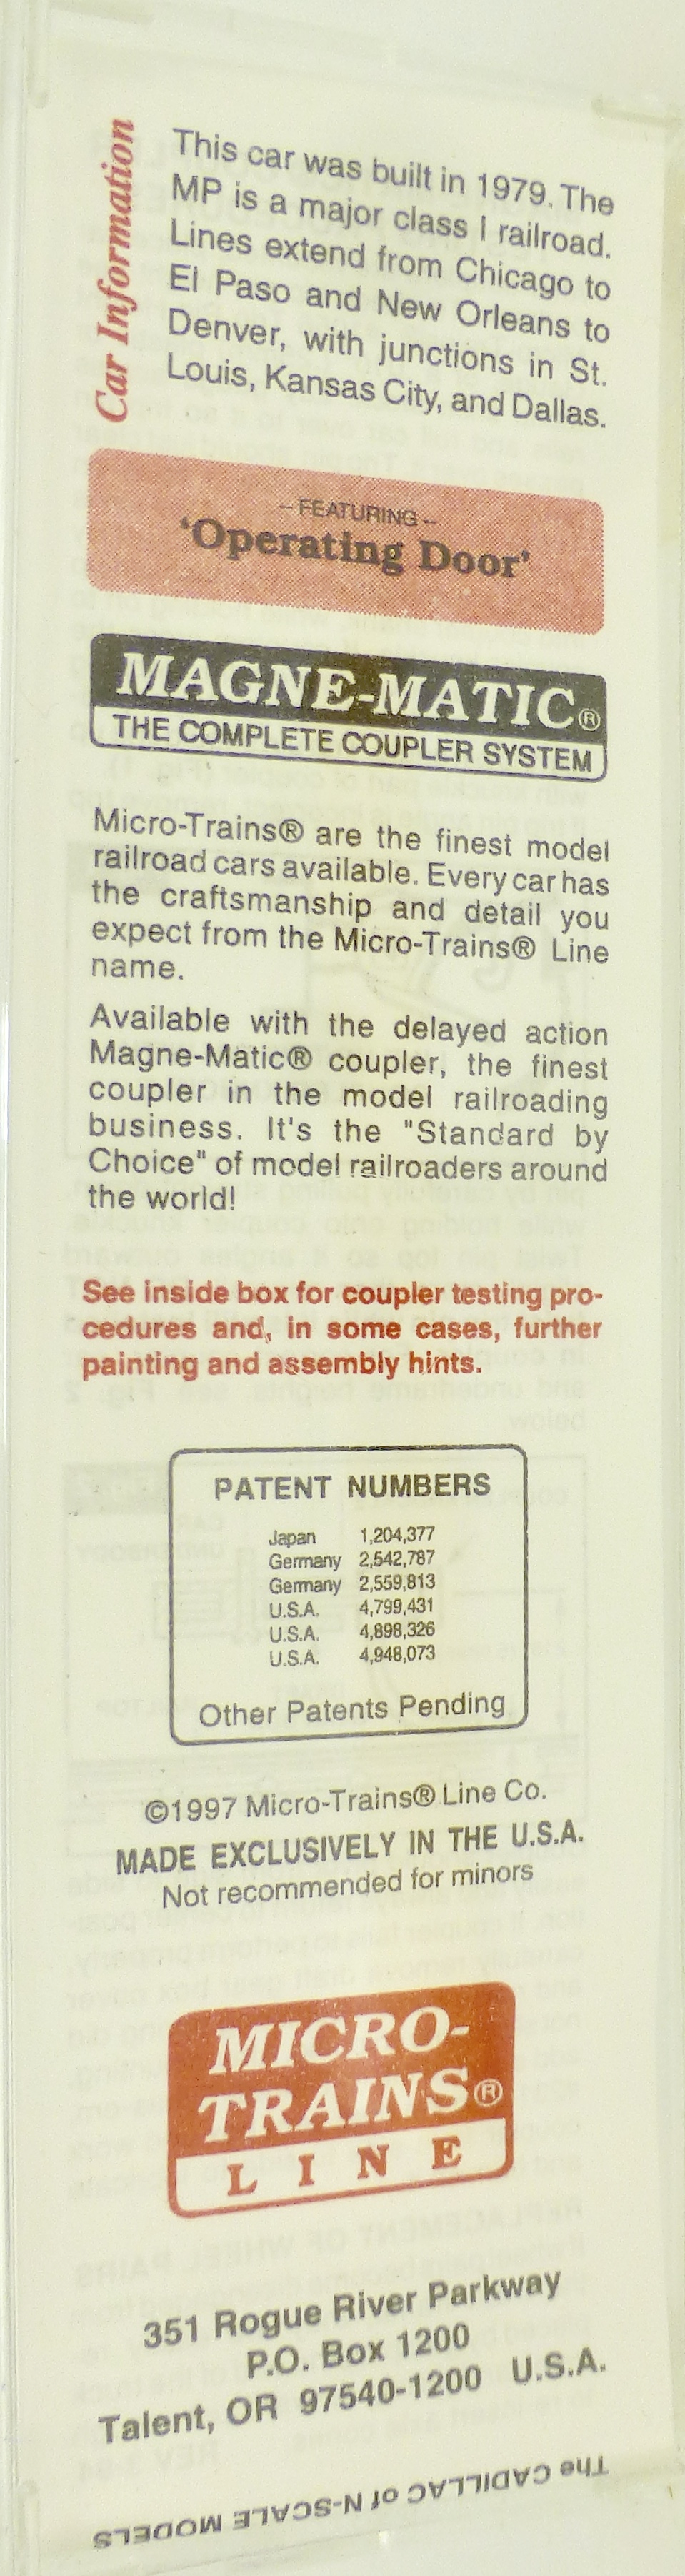 Car Information
This car was built in 1979. The
MP is a major class I railroad.
Lines extend from Chicago to
El Paso and New Orleans to
Denver, with junctions in St.
Louis, Kansas City, and Dallas.
– FEATURING –
'Operating Door'
MAGNE-MATIC®
THE COMPLETE COUPLER SYSTEM
Micro-Trains® are the finest model
railroad cars available. Every car has
the craftsmanship and detail you
expect from the Micro-Trains® Line
name.
Available with the delayed action
Magne-Matic® coupler, the finest
coupler in the model railroading
business. It's the "Standard by
Choice" of model railroaders around
the world!
See inside box for coupler testing pro-
cedures and, in some cases, further
painting and assembly hints.
PATENT NUMBERS
Japan 1,204,377
Germany 2,542,787
Germany 2,559,813
U.S.A. 4,799,431
U.S.A. 4,898,326
U.S.A. 4,948,073
Other Patents Pending
©1997 Micro-Trains® Line Co.
MADE EXCLUSIVELY IN THE U.S.A.
Not recommended for minors
MICRO-
TRAINS®
LINE
351 Rogue River Parkway
P.O. Box 1200
Talent, OR 97540-1200 U.S.A.
The CADILLAC of N-SCALE MODELS